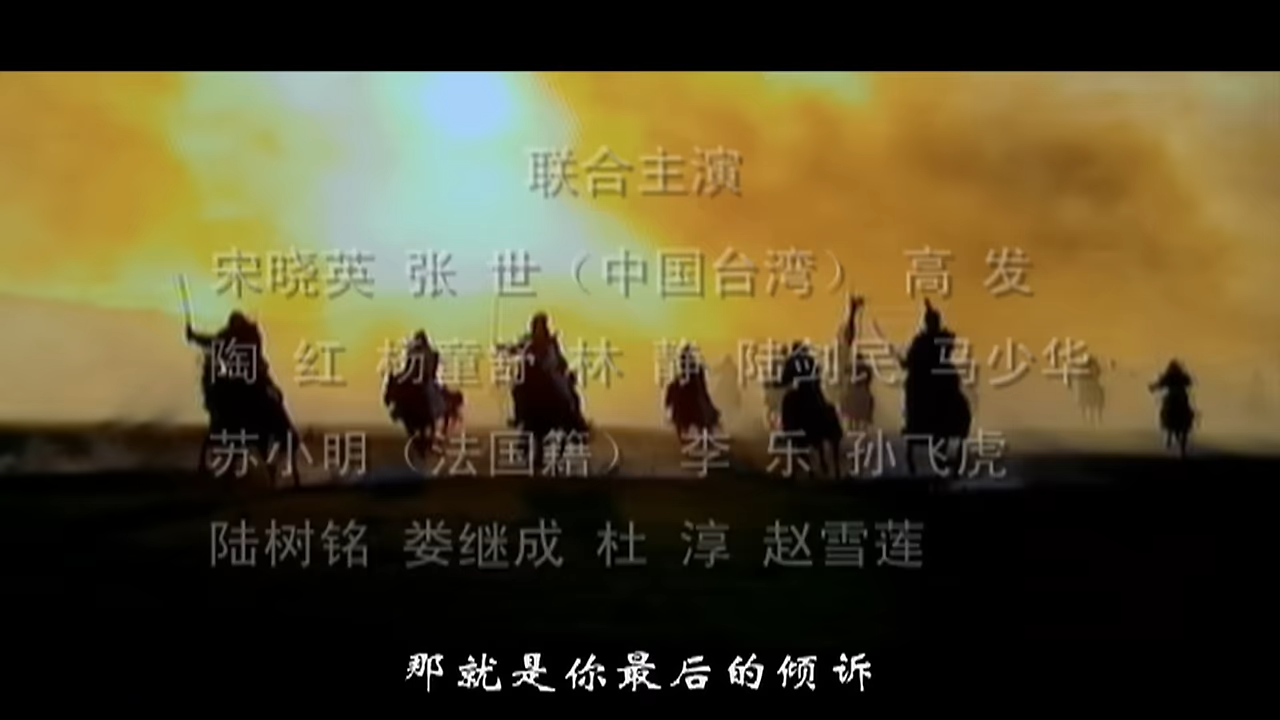 联合主演
宋晓英 张 世（中国台湾） 高 发
陶 红 杨童舒 林 静 陆剑民 马少华
苏小明（法国籍） 李 乐 孙飞虎
陆树铭 娄继成 杜 淳 赵雪莲
那就是你最后的倾诉